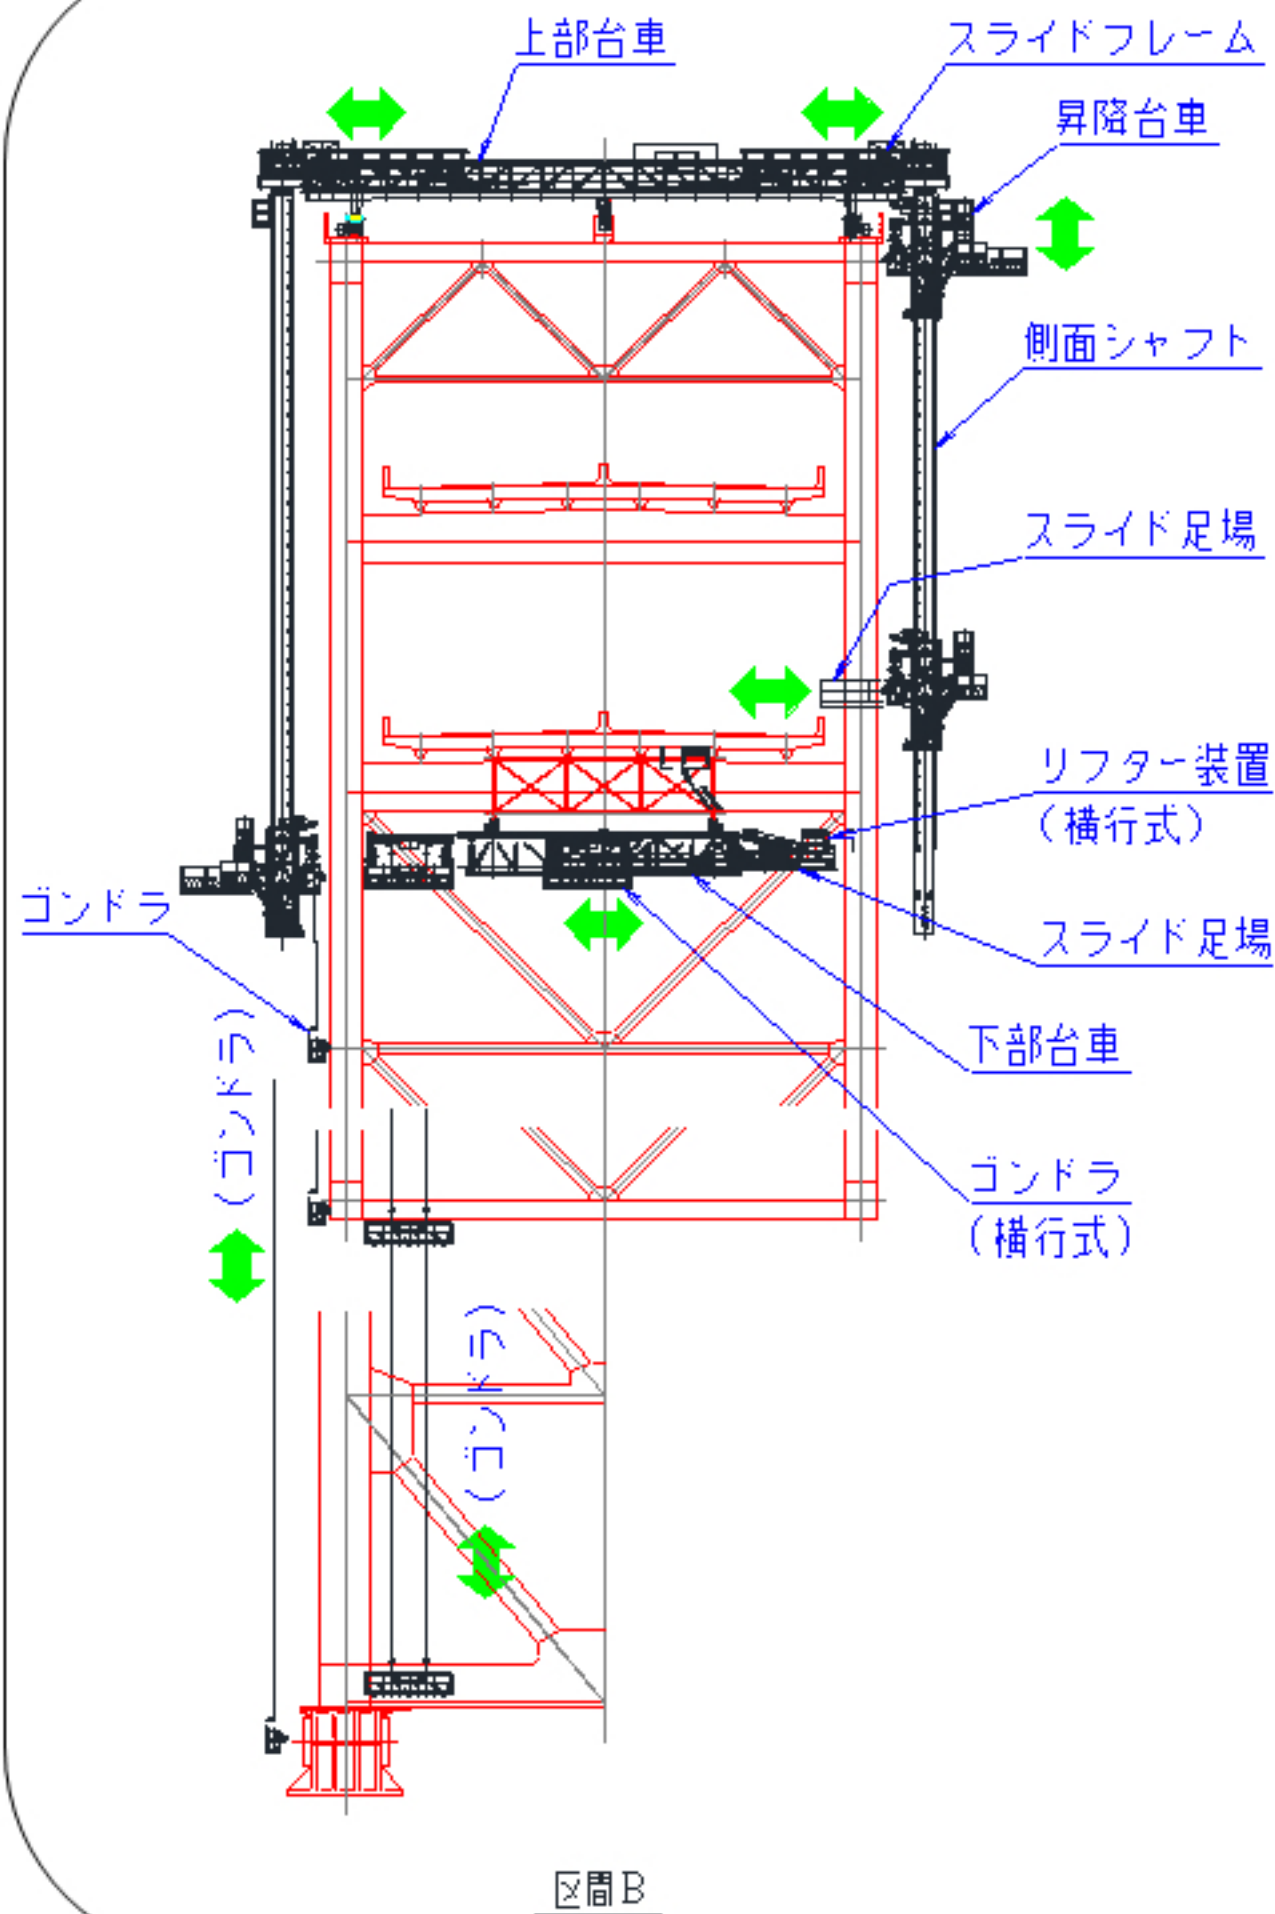 上部台車
スライドフレーム
昇降台車
側面シャフト
スライド足場
リフター装置
(横行式)
ゴンドラ
スライド足場
下部台車
(ゴンドラ)
ゴンドラ
(横行式)
(ゴンドラ)
区間B